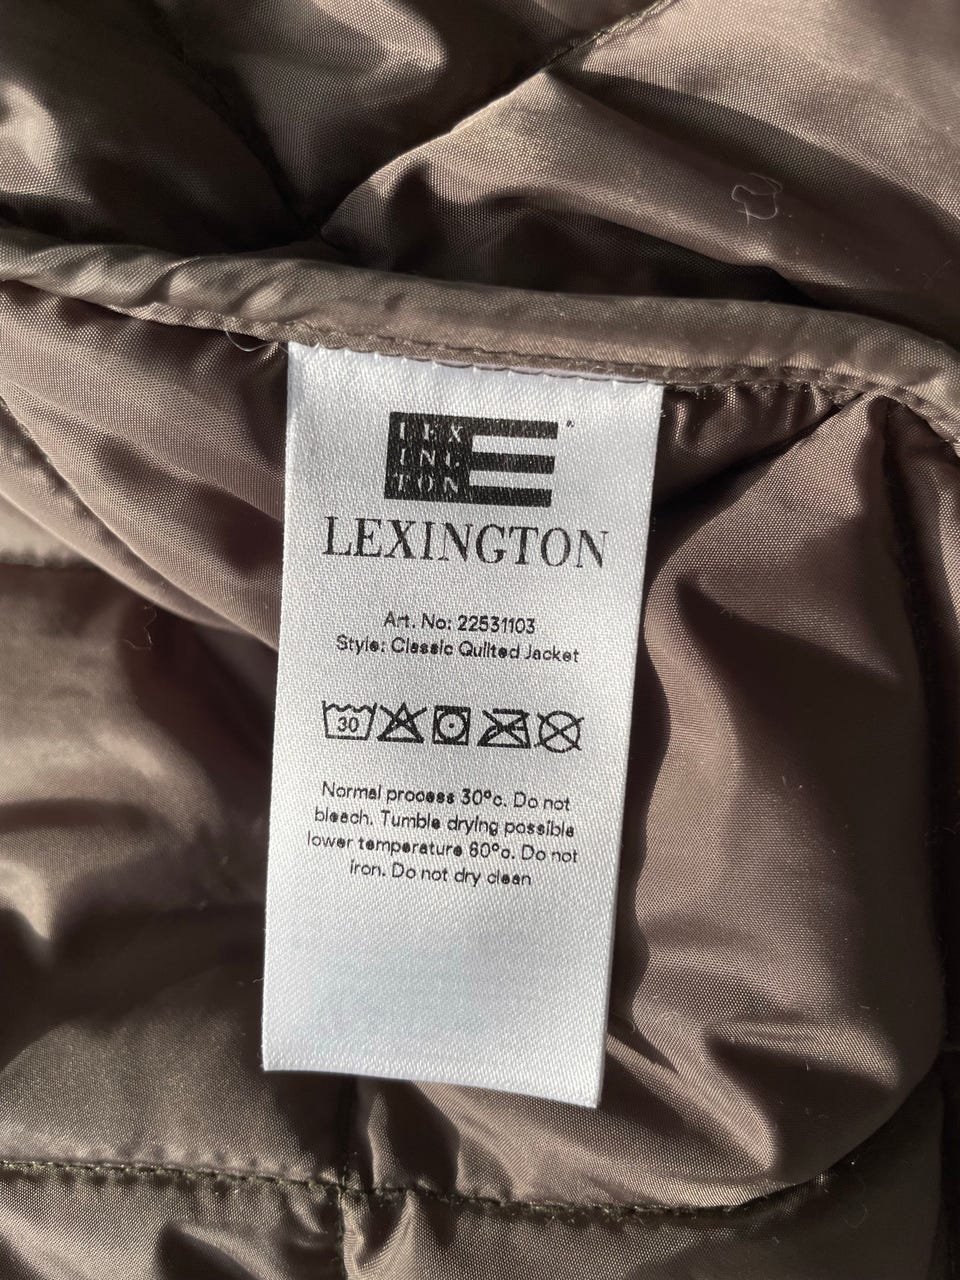 LEX
ING
TON
LEXINGTON
Art. No: 22531103
Style: Classic Quilted Jacket
30
Normal process 30°c. Do not
bleach. Tumble drying possible
lower temperature 60°c. Do not
iron. Do not dry clean